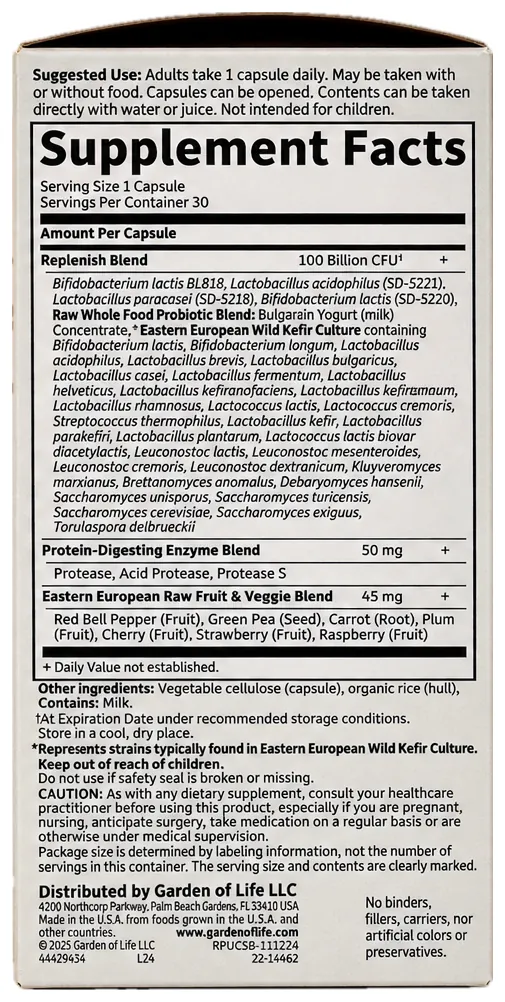 Suggested Use: Adults take 1 capsule daily. May be taken with
or without food. Capsules can be opened. Contents can be taken
directly with water or juice. Not intended for children.
Supplement Facts
Serving Size 1 Capsule
Servings Per Container 30
Amount Per Capsule
Replenish Blend 100 Billion CFU† +
Bifidobacterium lactis BL818, Lactobacillus acidophilus (SD-5221),
Lactobacillus paracasei (SD-5218), Bifidobacterium lactis (SD-5220),
Raw Whole Food Probiotic Blend: Bulgarain Yogurt (milk)
Concentrate,* Eastern European Wild Kefir Culture containing
Bifidobacterium lactis, Bifidobacterium longum, Lactobacillus
acidophilus, Lactobacillus brevis, Lactobacillus bulgaricus,
Lactobacillus casei, Lactobacillus fermentum, Lactobacillus
helveticus, Lactobacillus kefiranofaciens, Lactobacillus
Lactobacillus rhamnosus, Lactococcus lactis, Lactococcus cremoris,
Streptococcus thermophilus, Lactobacillus kefir, Lactobacillus
parakefiri, Lactobacillus plantarum, Lactococcus lactis biovar
diacetylactis, Leuconostoc lactis, Leuconostoc mesenteroides,
Leuconostoc cremoris, Leuconostoc dextranicum, Kluyveromyces
marxianus, Brettanomyces anomalus, Debaryomyces hansenii,
Saccharomyces unisporus, Saccharomyces turicensis,
Saccharomyces cerevisiae, Saccharomyces exiguus,
Torulaspora delbrueckii
Protein-Digesting Enzyme Blend 50 mg +
Protease, Acid Protease, Protease S
Eastern European Raw Fruit & Veggie Blend 45 mg +
Red Bell Pepper (Fruit), Green Pea (Seed), Carrot (Root), Plum
(Fruit), Cherry (Fruit), Strawberry (Fruit), Raspberry (Fruit)
+ Daily Value not established.
Other ingredients: Vegetable cellulose (capsule), organic rice (hull),
Contains: Milk.
†At Expiration Date under recommended storage conditions.
Store in a cool, dry place.
*Represents strains typically found in Eastern European Wild Kefir Culture.
Keep out of reach of children.
Do not use if safety seal is broken or missing.
CAUTION: As with any dietary supplement, consult your healthcare
practitioner before using this product, especially if you are pregnant,
nursing, anticipate surgery, take medication on a regular basis or are
otherwise under medical supervision.
Package size is determined by labeling information, not the number of
servings in this container. The serving size and contents are clearly marked.
Distributed by Garden of Life LLC
4200 Northcorp Parkway, Palm Beach Gardens, FL 33410 USA
Made in the U.S.A. from foods grown in the U.S.A. and
other countries. www.gardenoflife.com
© 2025 Garden of Life LLC RPUCSB-111224
44429434 L24 22-14462
No binders,
fillers, carriers, nor
artificial colors or
preservatives.